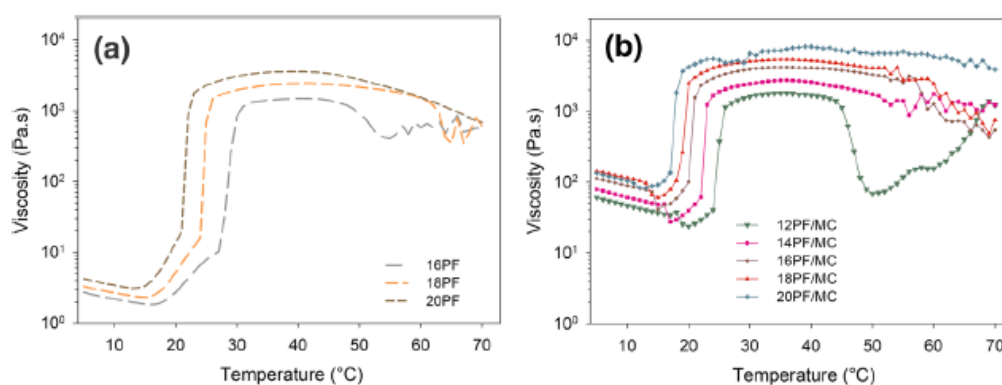 (a)
10⁴
10³
10²
10¹
10⁰
Viscosity (Pa.s)
16PF
18PF
20PF
10 20 30 40 50 60 70
Temperature (°C)
(b)
10⁴
10³
10²
10¹
10⁰
Viscosity (Pa.s)
12PF/MC
14PF/MC
16PF/MC
18PF/MC
20PF/MC
10 20 30 40 50 60 70
Temperature (°C)